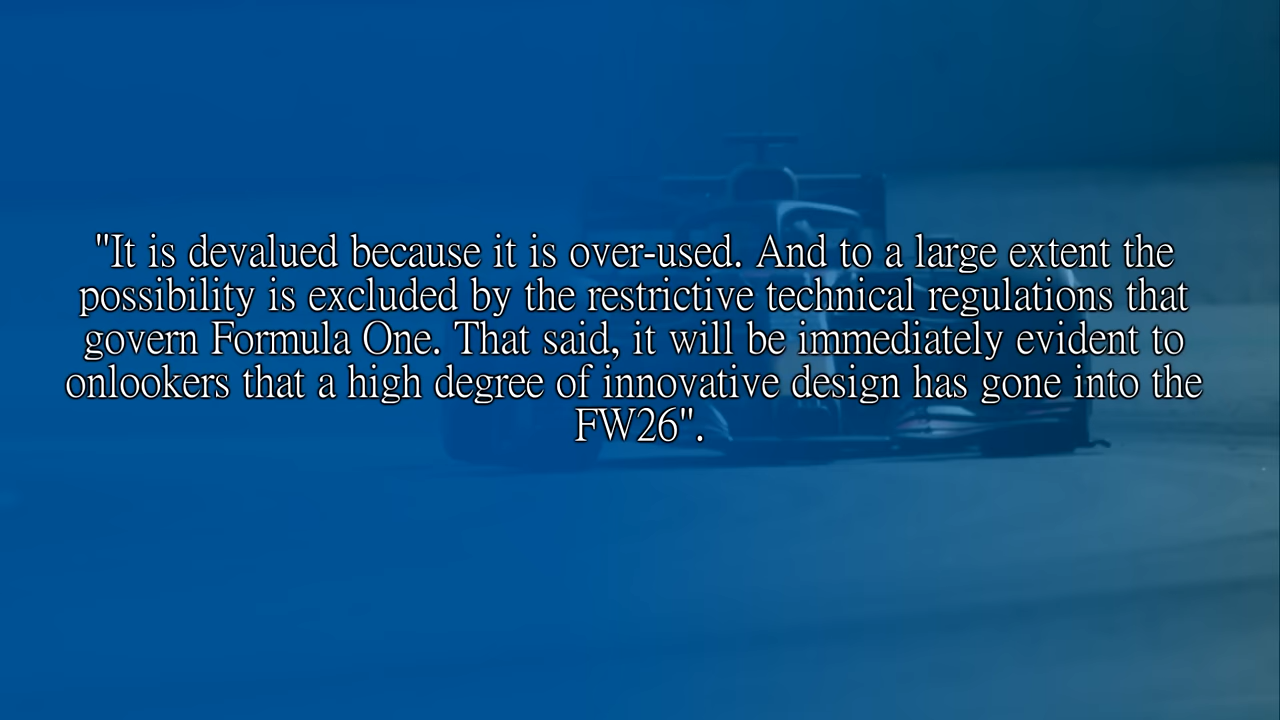 "It is devalued because it is over-used. And to a large extent the
possibility is excluded by the restrictive technical regulations that
govern Formula One. That said, it will be immediately evident to
onlookers that a high degree of innovative design has gone into the
FW26".